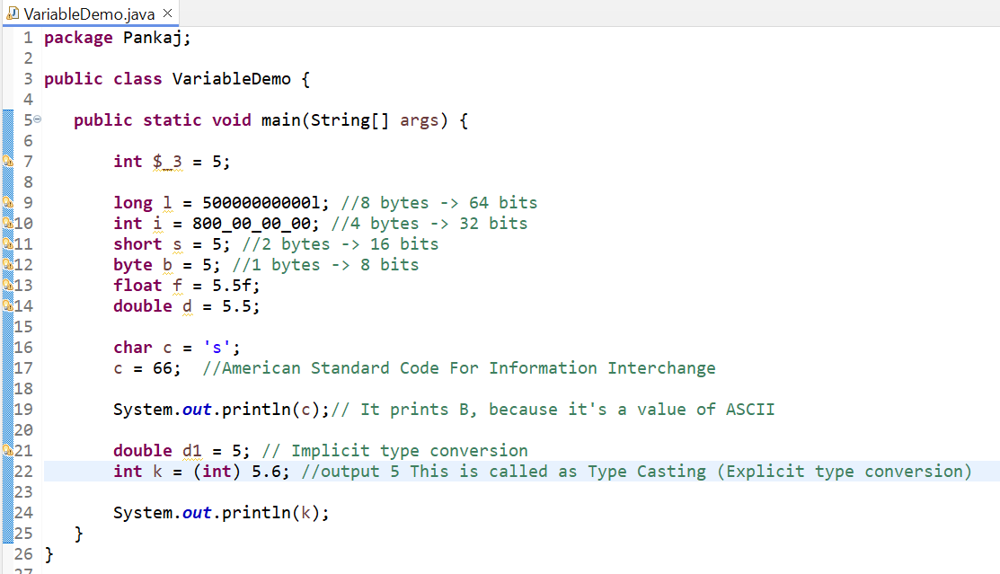 VariableDemo.java ×
1 package Pankaj;
2
3 public class VariableDemo {
4
5 public static void main(String[] args) {
6
7 int $_3 = 5;
8
9 long l = 50000000000l; //8 bytes -> 64 bits
10 int i = 800_00_00_00; //4 bytes -> 32 bits
11 short s = 5; //2 bytes -> 16 bits
12 byte b = 5; //1 bytes -> 8 bits
13 float f = 5.5f;
14 double d = 5.5;
15
16 char c = 's';
17 c = 66; //American Standard Code For Information Interchange
18
19 System.out.println(c);// It prints B, because it's a value of ASCII
20
21 double d1 = 5; // Implicit type conversion
22 int k = (int) 5.6; //output 5 This is called as Type Casting (Explicit type conversion)
23
24 System.out.println(k);
25 }
26 }
27